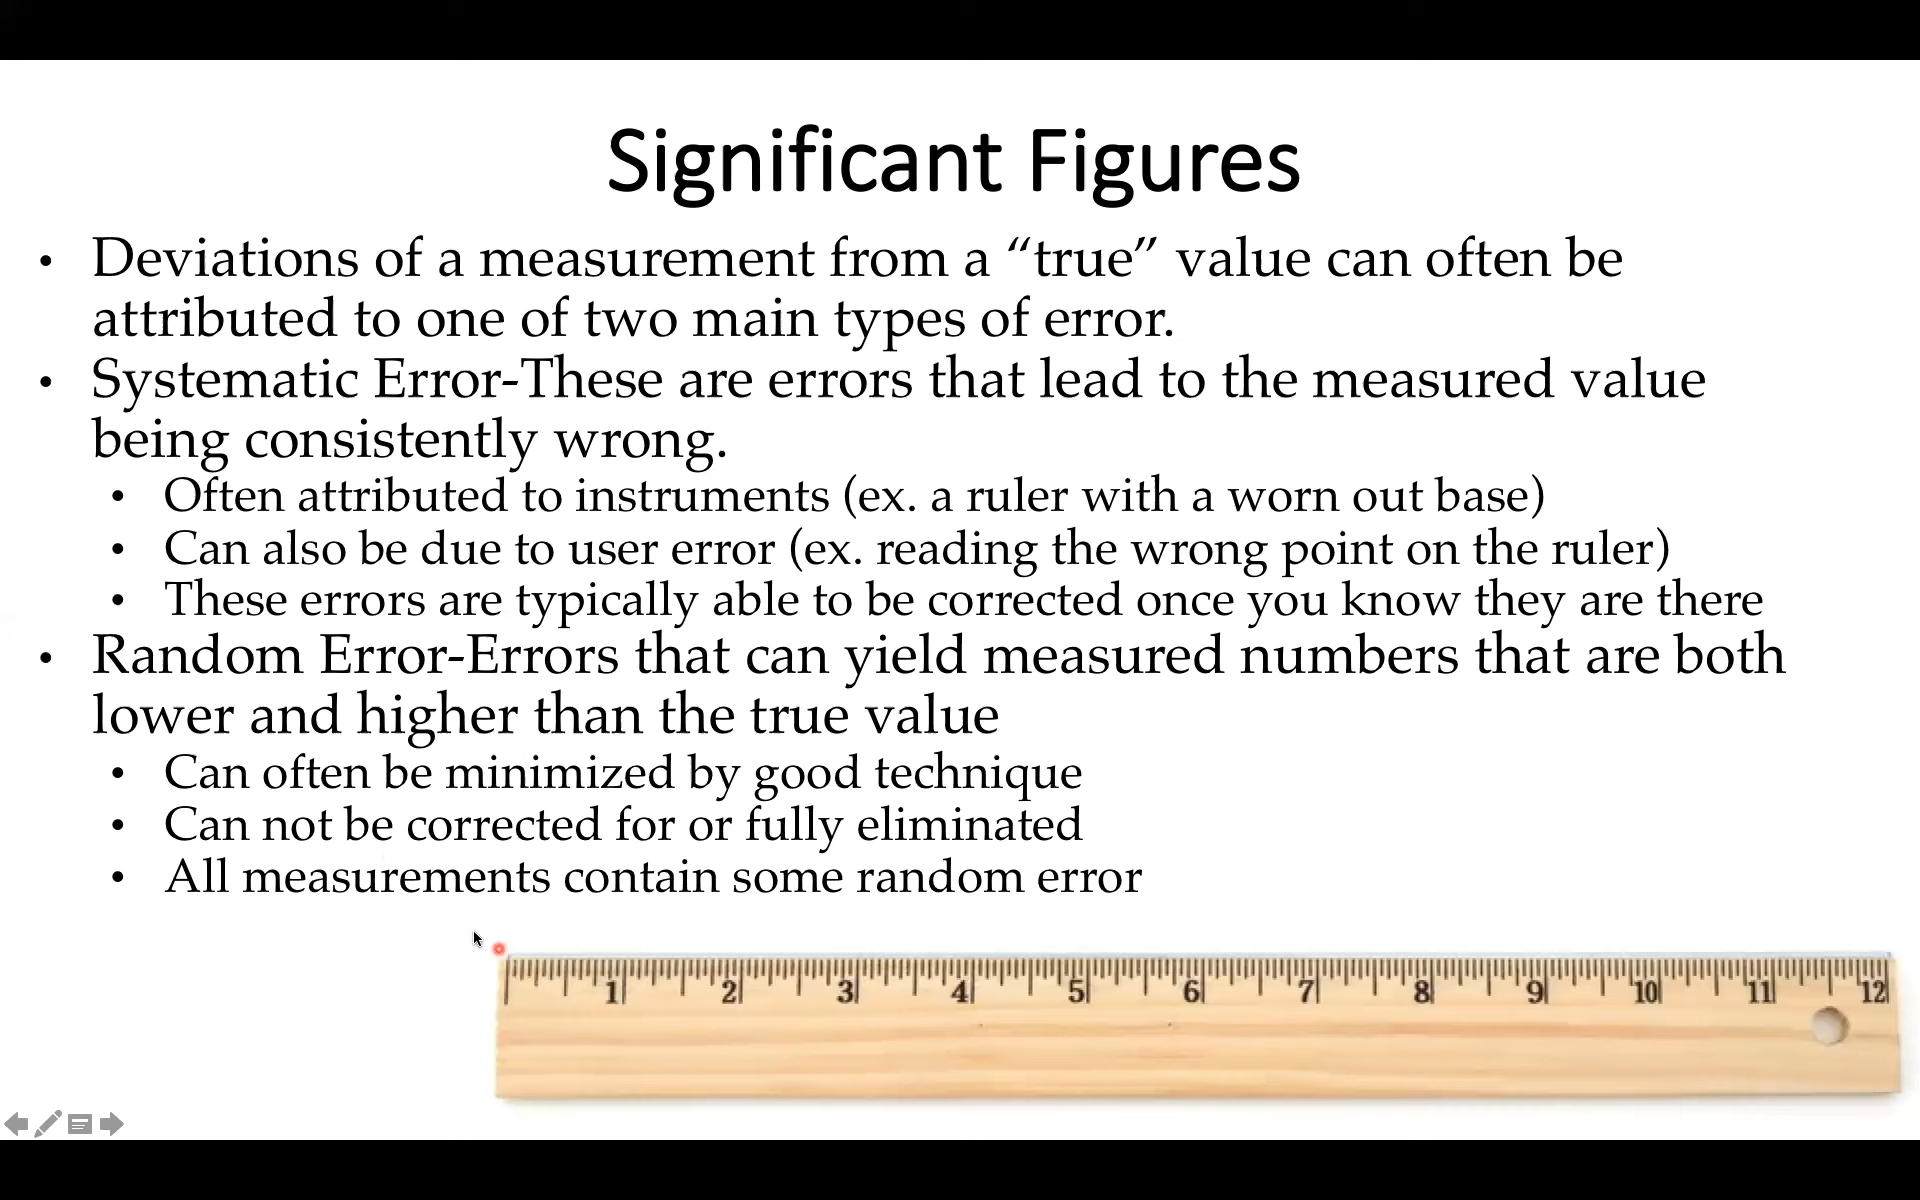 Significant Figures
• Deviations of a measurement from a “true” value can often be
attributed to one of two main types of error.
• Systematic Error-These are errors that lead to the measured value
being consistently wrong.
• Often attributed to instruments (ex. a ruler with a worn out base)
• Can also be due to user error (ex. reading the wrong point on the ruler)
• These errors are typically able to be corrected once you know they are there
• Random Error-Errors that can yield measured numbers that are both
lower and higher than the true value
• Can often be minimized by good technique
• Can not be corrected for or fully eliminated
• All measurements contain some random error
1 2 3 4 5 6 7 8 9 10 11 12